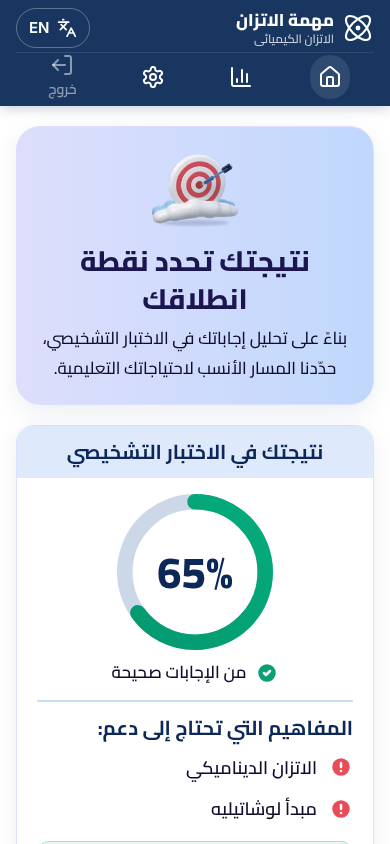 مهمة الاتزان
الاتزان الكيميائي
EN
خروج
نتيجتك تحدد نقطة
انطلاقك
بناءً على تحليل إجاباتك في الاختبار التشخيصي،
حدّدنا المسار الأنسب لاحتياجاتك التعليمية.
نتيجتك في الاختبار التشخيصي
65%
من الإجابات صحيحة
المفاهيم التي تحتاج إلى دعم:
الاتزان الديناميكي
مبدأ لوشاتيليه